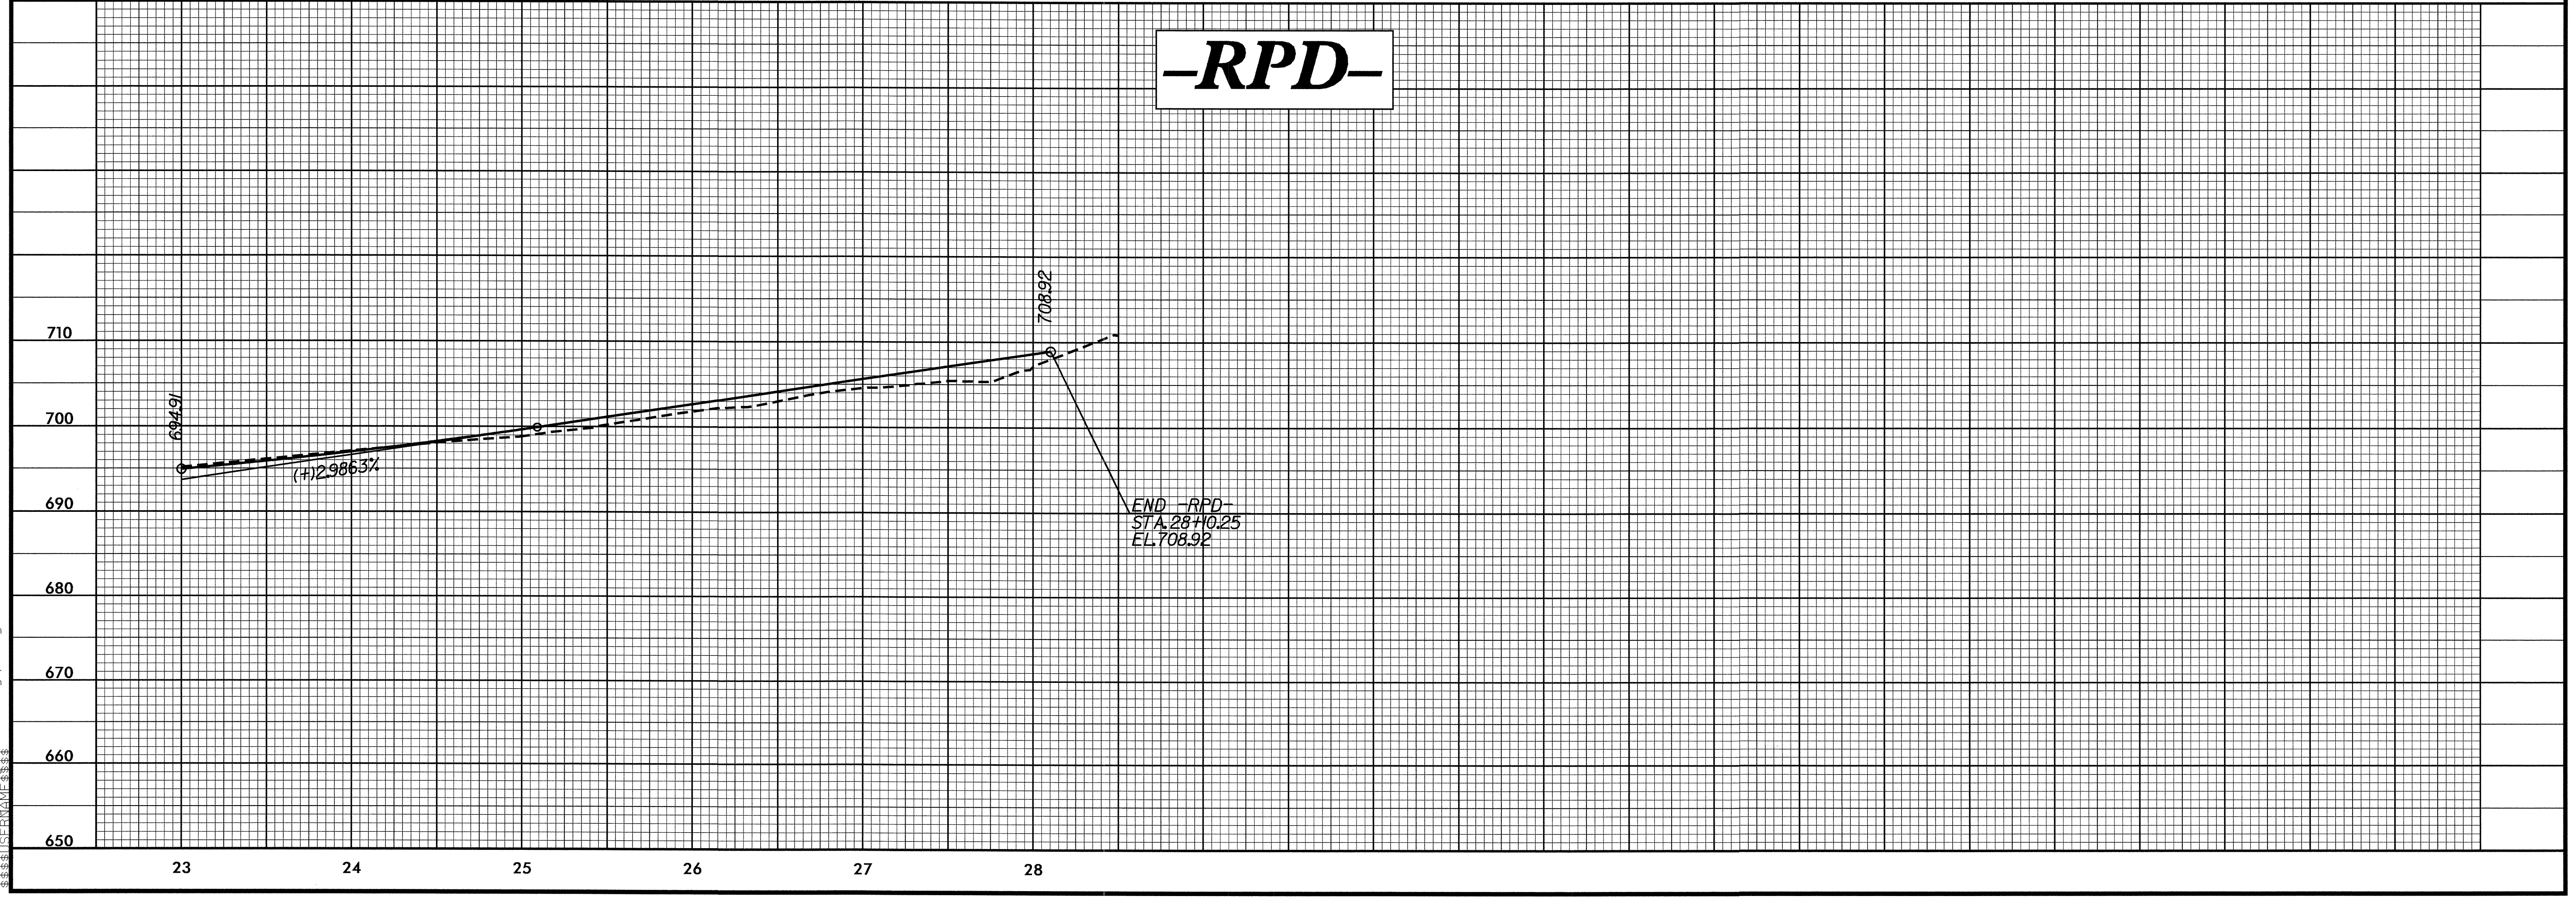 –RPD–
708.92
710
694.91
700
(+)2.9863%
690
END -RPD-
STA. 28+10.25
EL. 708.92
680
670
660
650
23 24 25 26 27 28
$$$$USERNAME$$$$